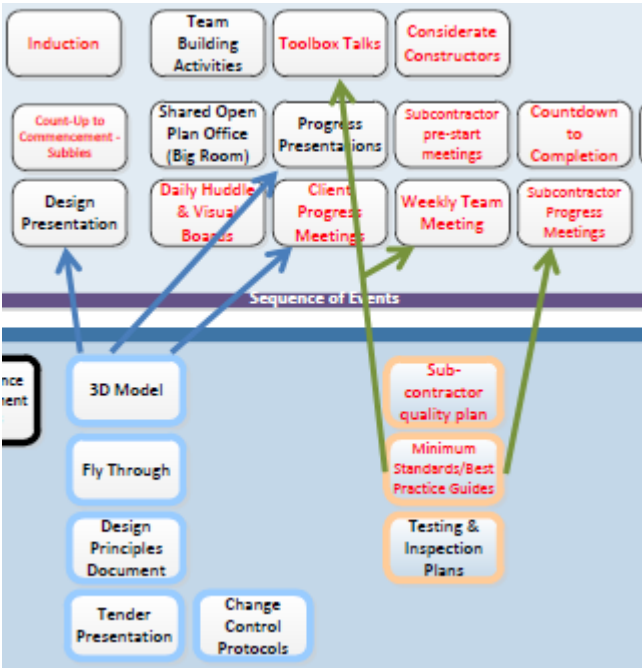 Induction
Team
Building
Activities
Toolbox Talks
Considerate
Constructors
Count-Up to
Commencement -
Subbies
Shared Open
Plan Office
(Big Room)
Progress
Presentations
Subcontractor
pre-start
meetings
Countdown
to
Completion
Design
Presentation
Daily Huddle
& Visual
Boards
Client
Progress
Meetings
Weekly Team
Meeting
Subcontractor
Progress
Meetings
Sequence of Events
nce
ment
3D Model
Sub-
contractor
quality plan
Fly Through
Minimum
Standards/Best
Practice Guides
Design
Principles
Document
Testing &
Inspection
Plans
Tender
Presentation
Change
Control
Protocols